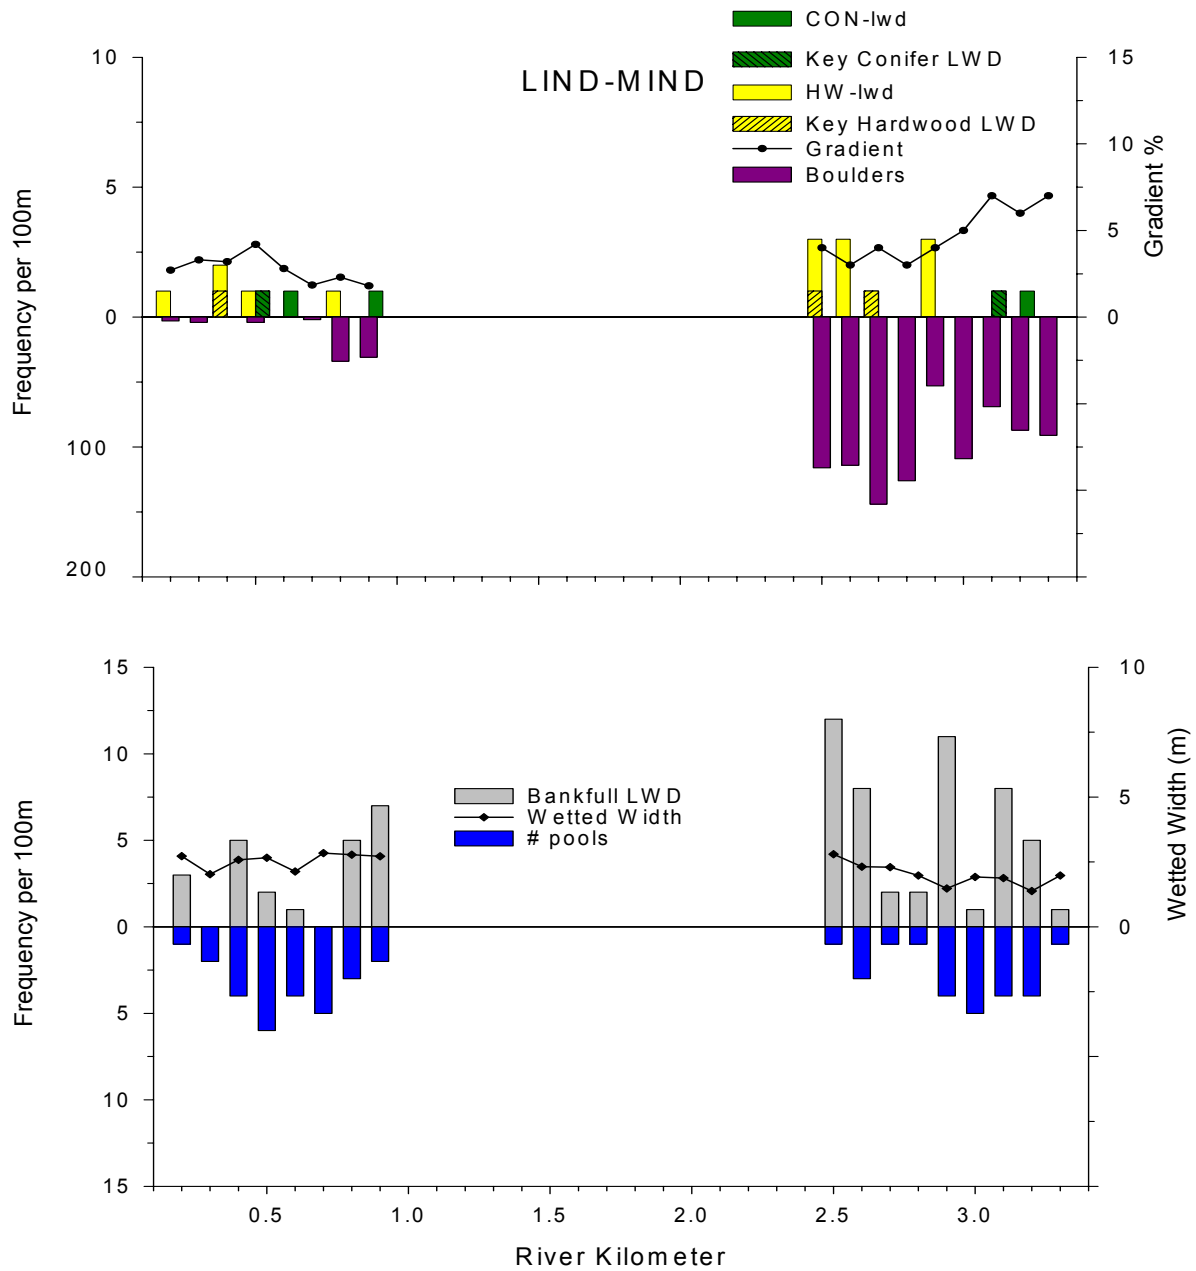 CON-lwd
Key Conifer LWD
HW-lwd
Key Hardwood LWD
Gradient
Boulders
LIND-MIND
10
5
0
100
200
Frequency per 100m
15
10
5
0
Gradient %
15
10
5
0
5
10
15
Frequency per 100m
Bankfull LWD
Wetted Width
# pools
10
5
0
Wetted Width (m)
0.5 1.0 1.5 2.0 2.5 3.0
River Kilometer